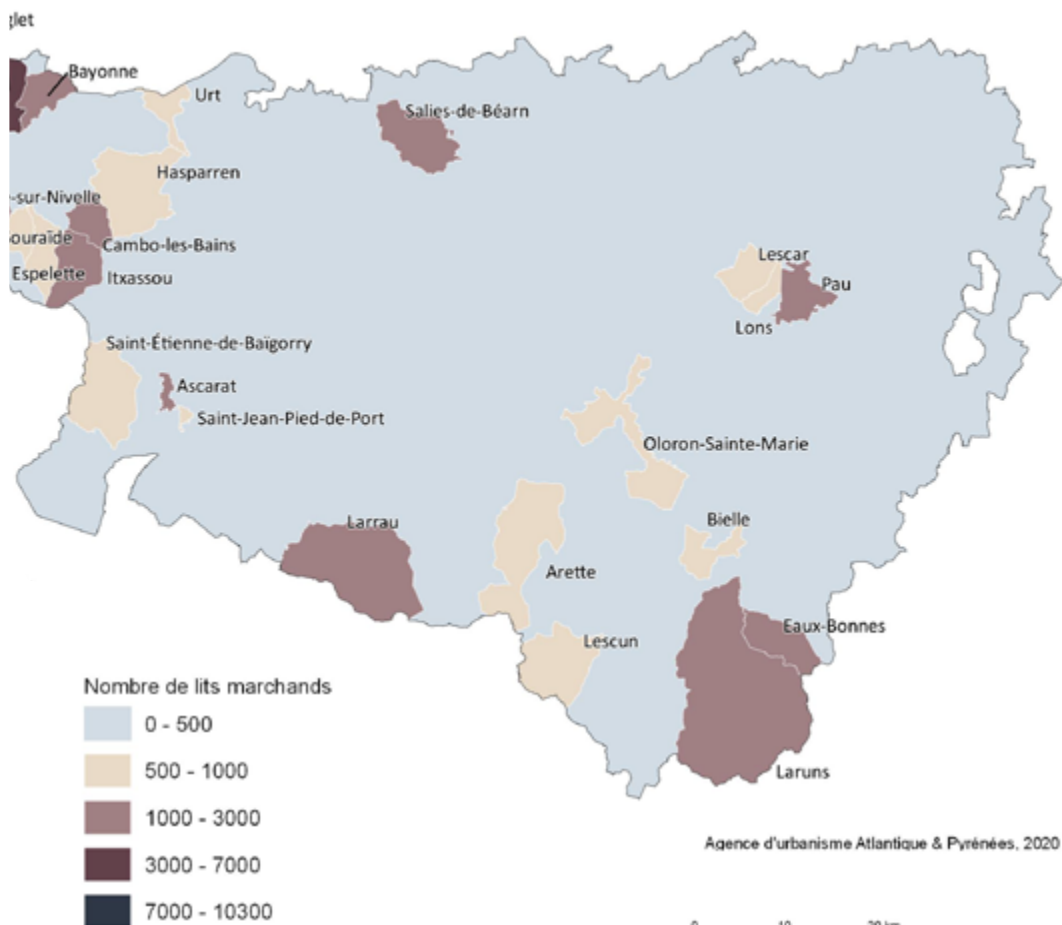 glet
Bayonne
Urt
Salies-de-Béarn
Hasparren
-sur-Nivelle
ouraïde
Cambo-les-Bains
Espelette
Itxassou
Lescar
Pau
Lons
Saint-Étienne-de-Baïgorry
Ascarat
Saint-Jean-Pied-de-Port
Oloron-Sainte-Marie
Larrau
Bielle
Arette
Eaux-Bonnes
Lescun
Laruns
Nombre de lits marchands
0 - 500
500 - 1000
1000 - 3000
3000 - 7000
7000 - 10300
Agence d'urbanisme Atlantique & Pyrénées, 2020